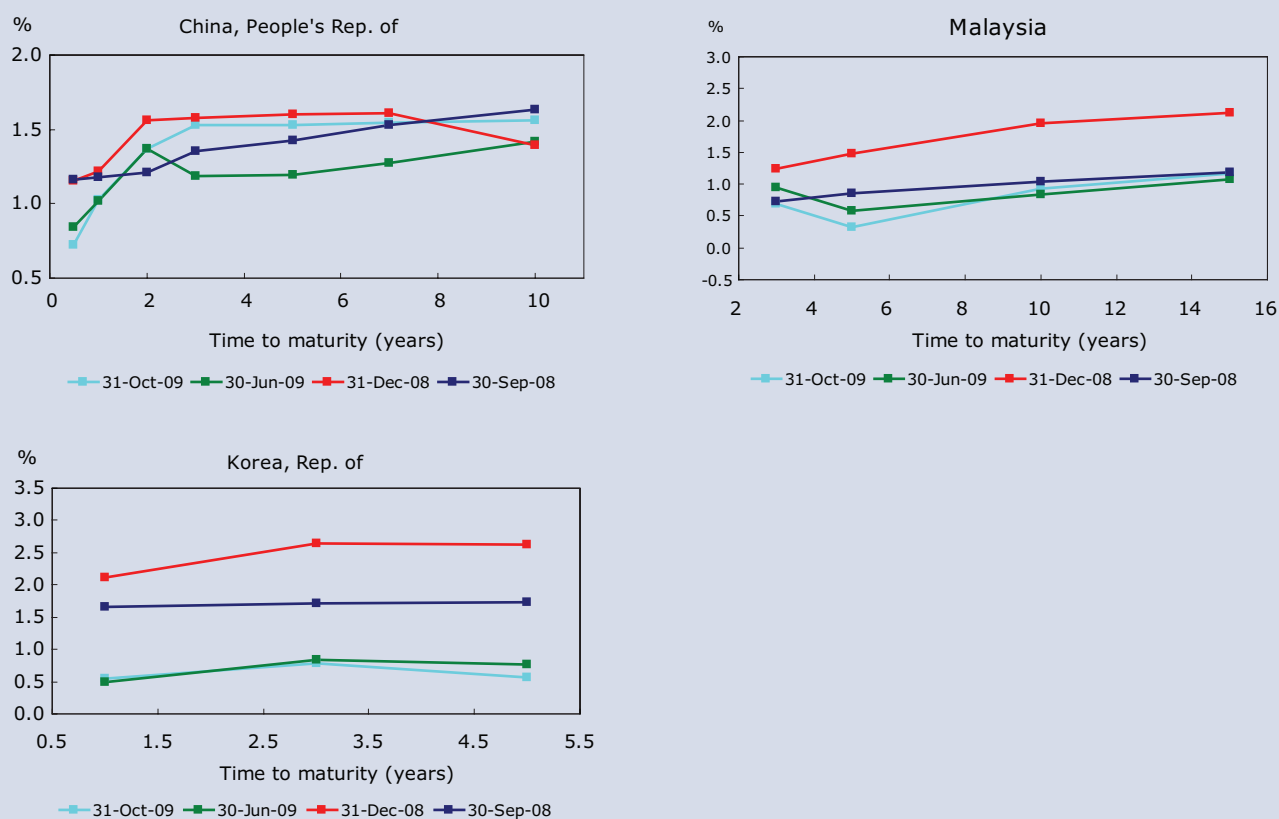 %
China, People's Rep. of
2.0
1.5
1.0
0.5
0 2 4 6 8 10
Time to maturity (years)
31-Oct-09 30-Jun-09 31-Dec-08 30-Sep-08
%
Malaysia
3.0
2.5
2.0
1.5
1.0
0.5
0.0
-0.5
2 4 6 8 10 12 14 16
Time to maturity (years)
31-Oct-09 30-Jun-09 31-Dec-08 30-Sep-08
%
Korea, Rep. of
3.5
3.0
2.5
2.0
1.5
1.0
0.5
0.0
0.5 1.5 2.5 3.5 4.5 5.5
Time to maturity (years)
31-Oct-09 30-Jun-09 31-Dec-08 30-Sep-08